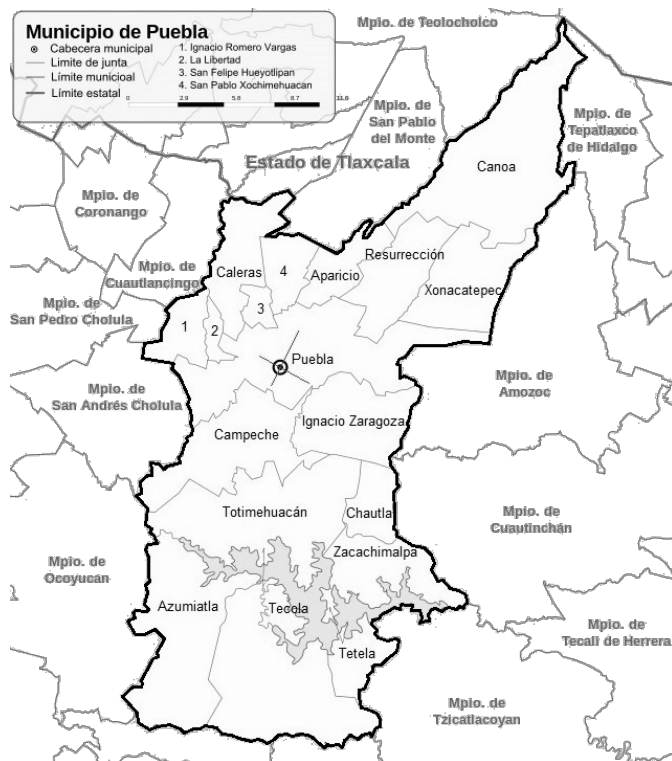 Mpio. de Teolocholco
Municipio de Puebla
Cabecera municipal
Limite de junta
Límite municioal
Límite estatal
1. Ignacio Romero Vargas
2. La Libertad
3. San Felipe Hueyotlipan
4. San Pablo Xochimehuacan
0 2.9 5.8 8.7 11.6
Mpio. de
San Pablo
del Monte
Mpio. de
Tepatlaxco
de Hidalgo
Estado de Tlaxcala
Canoa
Mpio. de
Coronango
Mpio. de
Cuautlancingo
Caleras
4
Aparicio
Resurrección
Xonacatepec
Mpio. de
San Pedro Cholula
1
2
3
Puebla
Mpio. de
San Andrés Cholula
Mpio. de
Amozoc
Campeche
Ignacio Zaragoza
Totimehuacán
Chautla
Mpio. de
Cuautinchán
Zacachimalpa
Mpio. de
Ocoyucán
Azumiatla
Tecola
Tetela
Mpio. de
Tecali de Herrera
Mpio. de
Tzicatlacoyan